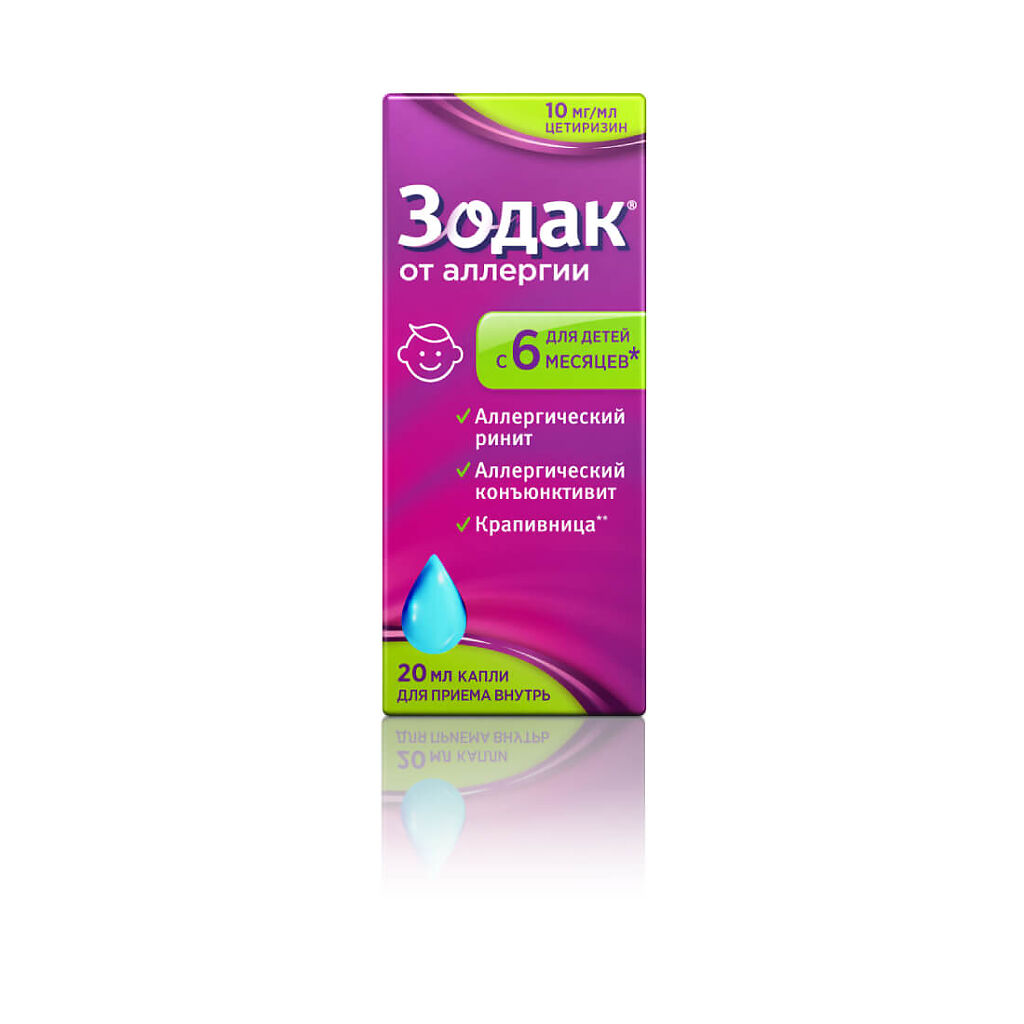 10 мг/мл
ЦЕТИРИЗИН
Зодак®
от аллергии
ДЛЯ ДЕТЕЙ
с 6 МЕСЯЦЕВ*
Аллергический
ринит
Аллергический
конъюнктивит
Крапивница**
20 мл КАПЛИ
ДЛЯ ПРИЕМА ВНУТРЬ